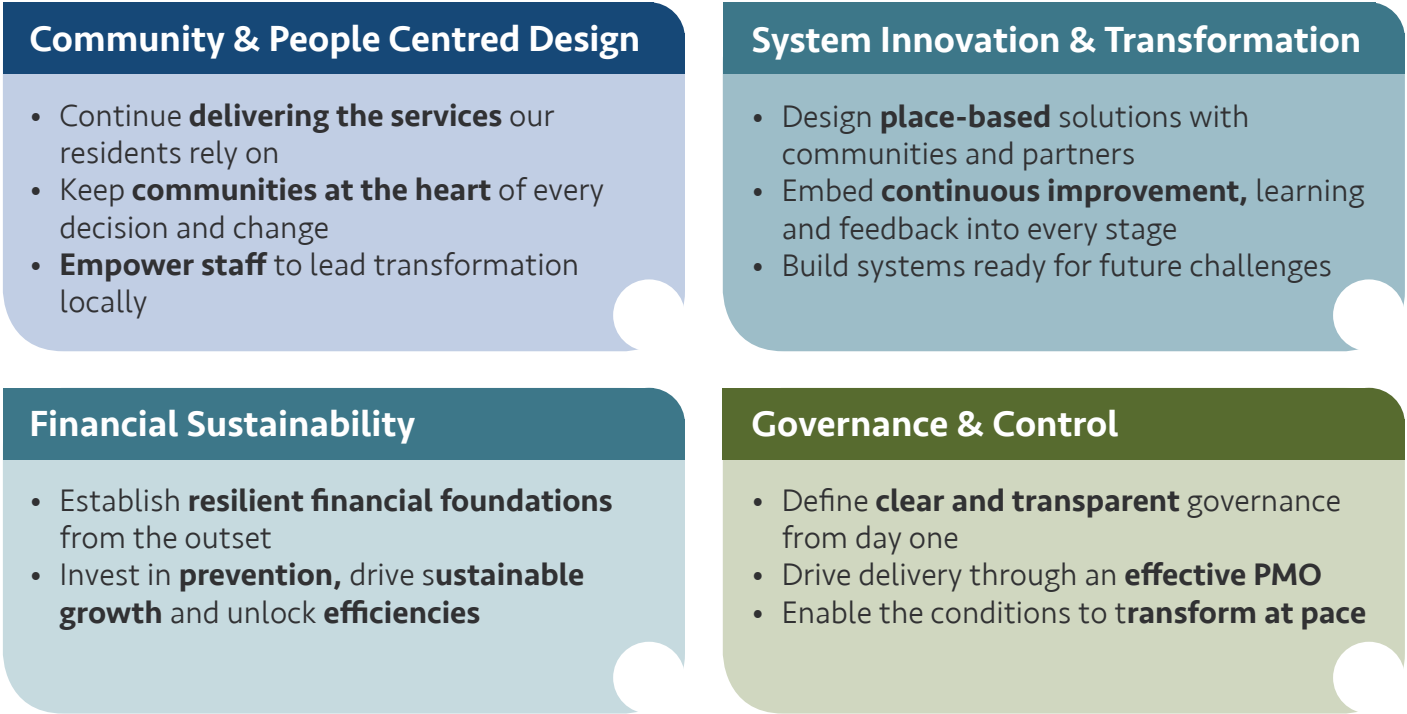 Community & People Centred Design
• Continue delivering the services our
residents rely on
• Keep communities at the heart of every
decision and change
• Empower staff to lead transformation
locally
System Innovation & Transformation
• Design place-based solutions with
communities and partners
• Embed continuous improvement, learning
and feedback into every stage
• Build systems ready for future challenges
Financial Sustainability
• Establish resilient financial foundations
from the outset
• Invest in prevention, drive sustainable
growth and unlock efficiencies
Governance & Control
• Define clear and transparent governance
from day one
• Drive delivery through an effective PMO
• Enable the conditions to transform at pace